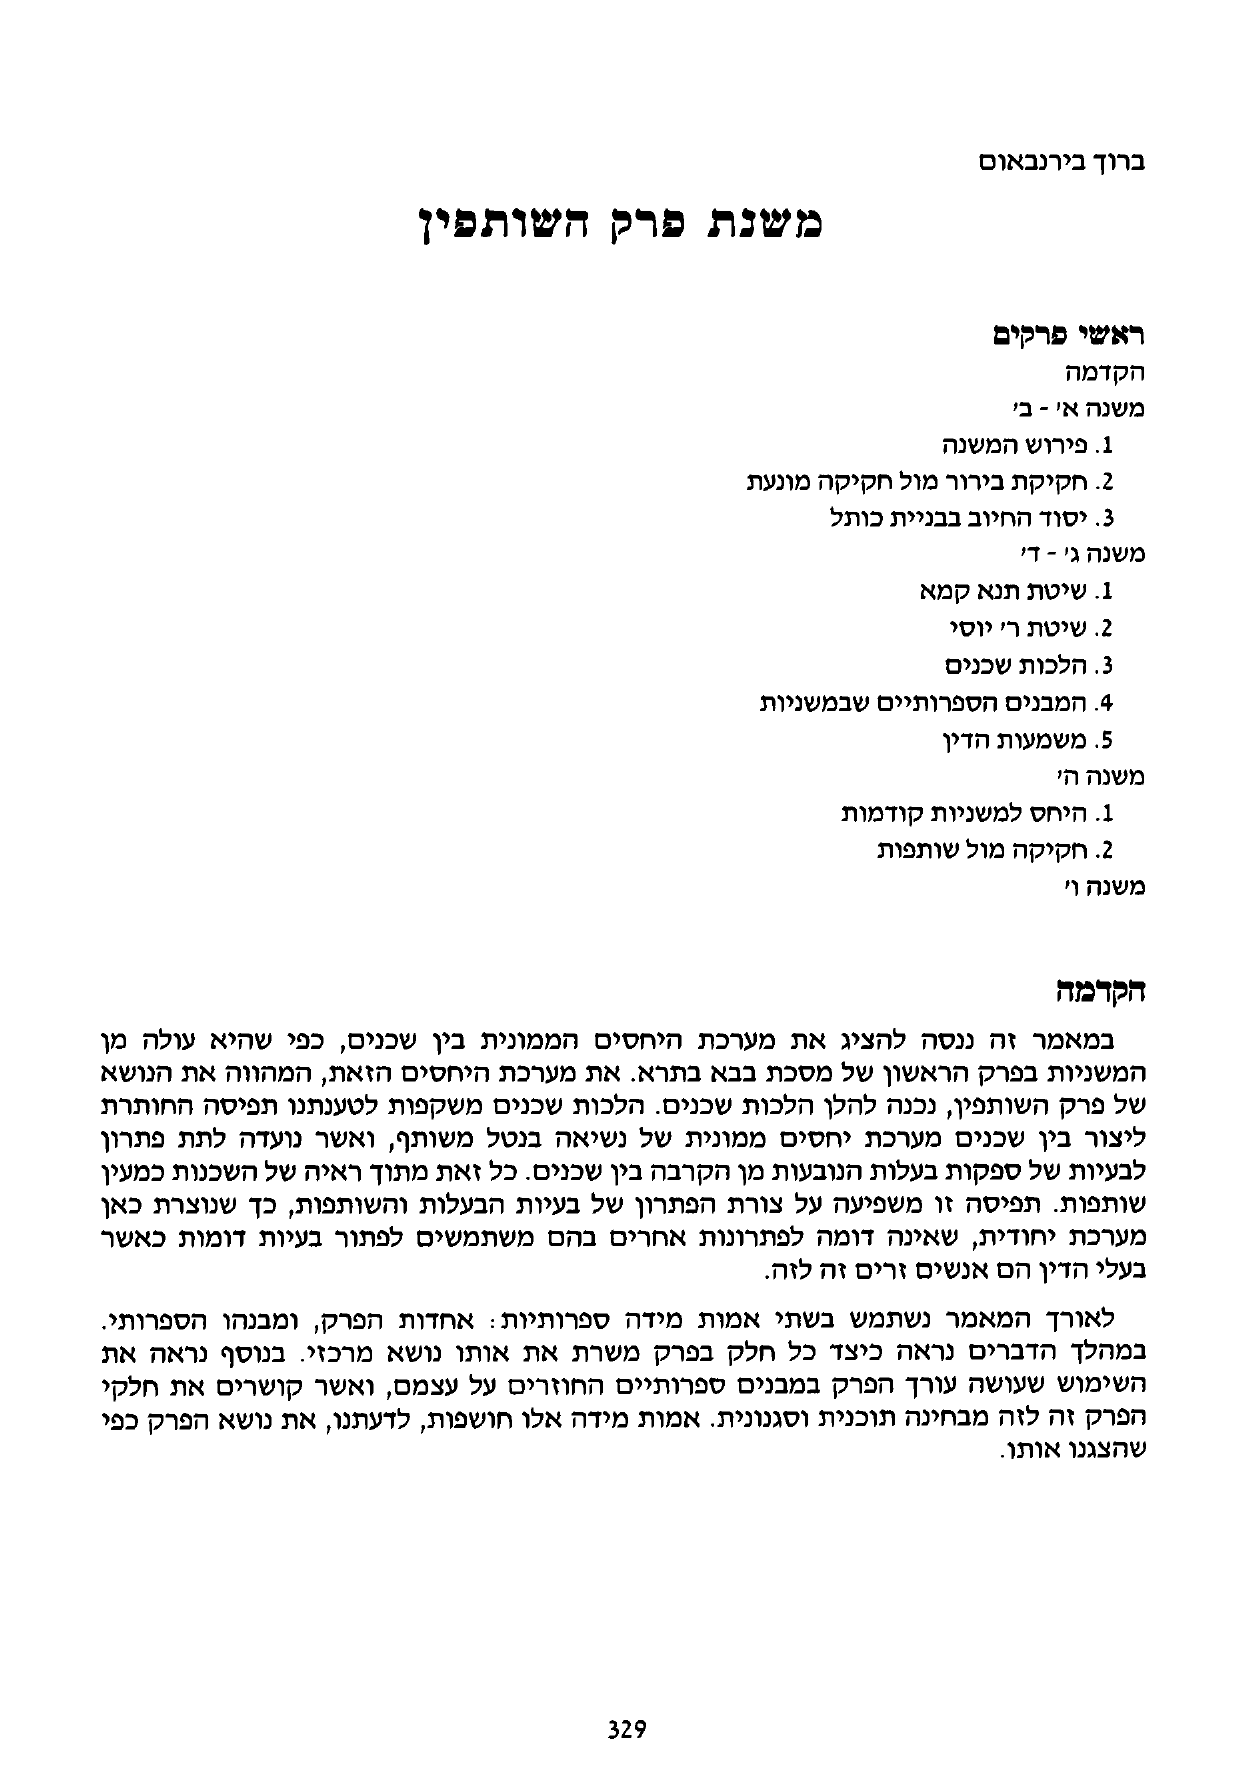 ברוך בירנבאום
משנת פרק השותפין
ראשי פרקים
הקדמה
משנה א' - ב'
1. פירוש המשנה
2. חקיקת בירור מול חקיקה מונעת
3. יסוד החיוב בבניית כותל
משנה ג' - ד'
1. שיטת תנא קמא
2. שיטת ר' יוסי
3. הלכות שכנים
4. המבנים הספרותיים שבמשניות
5. משמעות הדין
משנה ה'
1. היחס למשניות קודמות
2. חקיקה מול שותפות
משנה ו'
הקדמה
במאמר זה ננסה להציג את מערכת היחסים הממונית בין שכנים, כפי שהיא עולה מן
המשניות בפרק הראשון של מסכת בבא בתרא. את מערכת היחסים הזאת, המהווה את הנושא
של פרק השותפין, נכנה להלן הלכות שכנים. הלכות שכנים משקפות לטענתנו תפיסה החותרת
ליצור בין שכנים מערכת יחסים ממונית של נשיאה בנטל משותף, ואשר נועדה לתת פתרון
לבעיות של ספקות בעלות הנובעות מן הקרבה בין שכנים. כל זאת מתוך ראיה של השכנות כמעין
שותפות. תפיסה זו משפיעה על צורת הפתרון של בעיות הבעלות והשותפות, כך שנוצרת כאן
מערכת יחודית, שאינה דומה לפתרונות אחרים בהם משתמשים לפתור בעיות דומות כאשר
בעלי הדין הם אנשים זרים זה לזה.
לאורך המאמר נשתמש בשתי אמות מידה ספרותיות: אחדות הפרק, ומבנהו הספרותי.
במהלך הדברים נראה כיצד כל חלק בפרק משרת את אותו נושא מרכזי. בנוסף נראה את
השימוש שעושה עורך הפרק במבנים ספרותיים החוזרים על עצמם, ואשר קושרים את חלקי
הפרק זה לזה מבחינה תוכנית וסגנונית. אמות מידה אלו חושפות, לדעתנו, את נושא הפרק כפי
שהצגנו אותו.
329